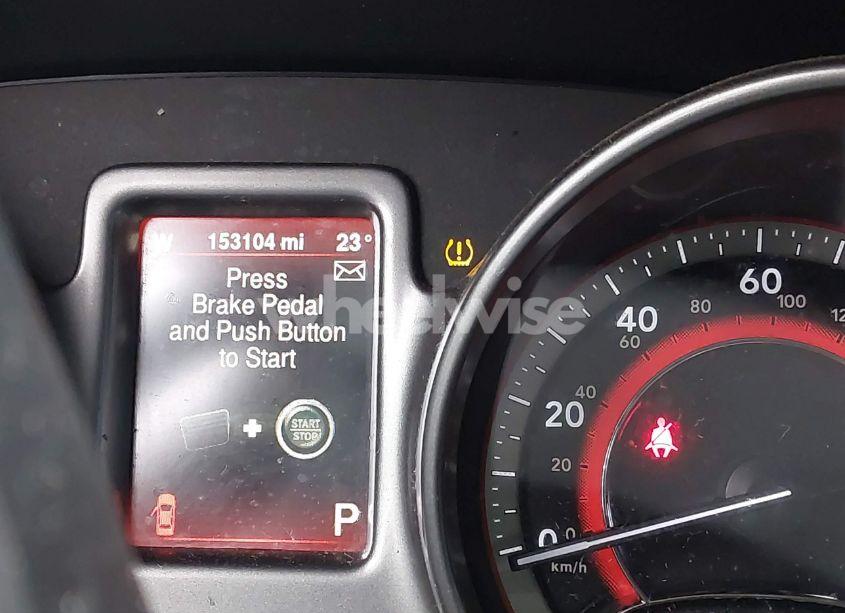 W 153104 mi 23°
Press
Brake Pedal
and Push Button
to Start
START
STOP
P
wheelwise
60
100
80
40
60
40
20
20
0
0
km/h